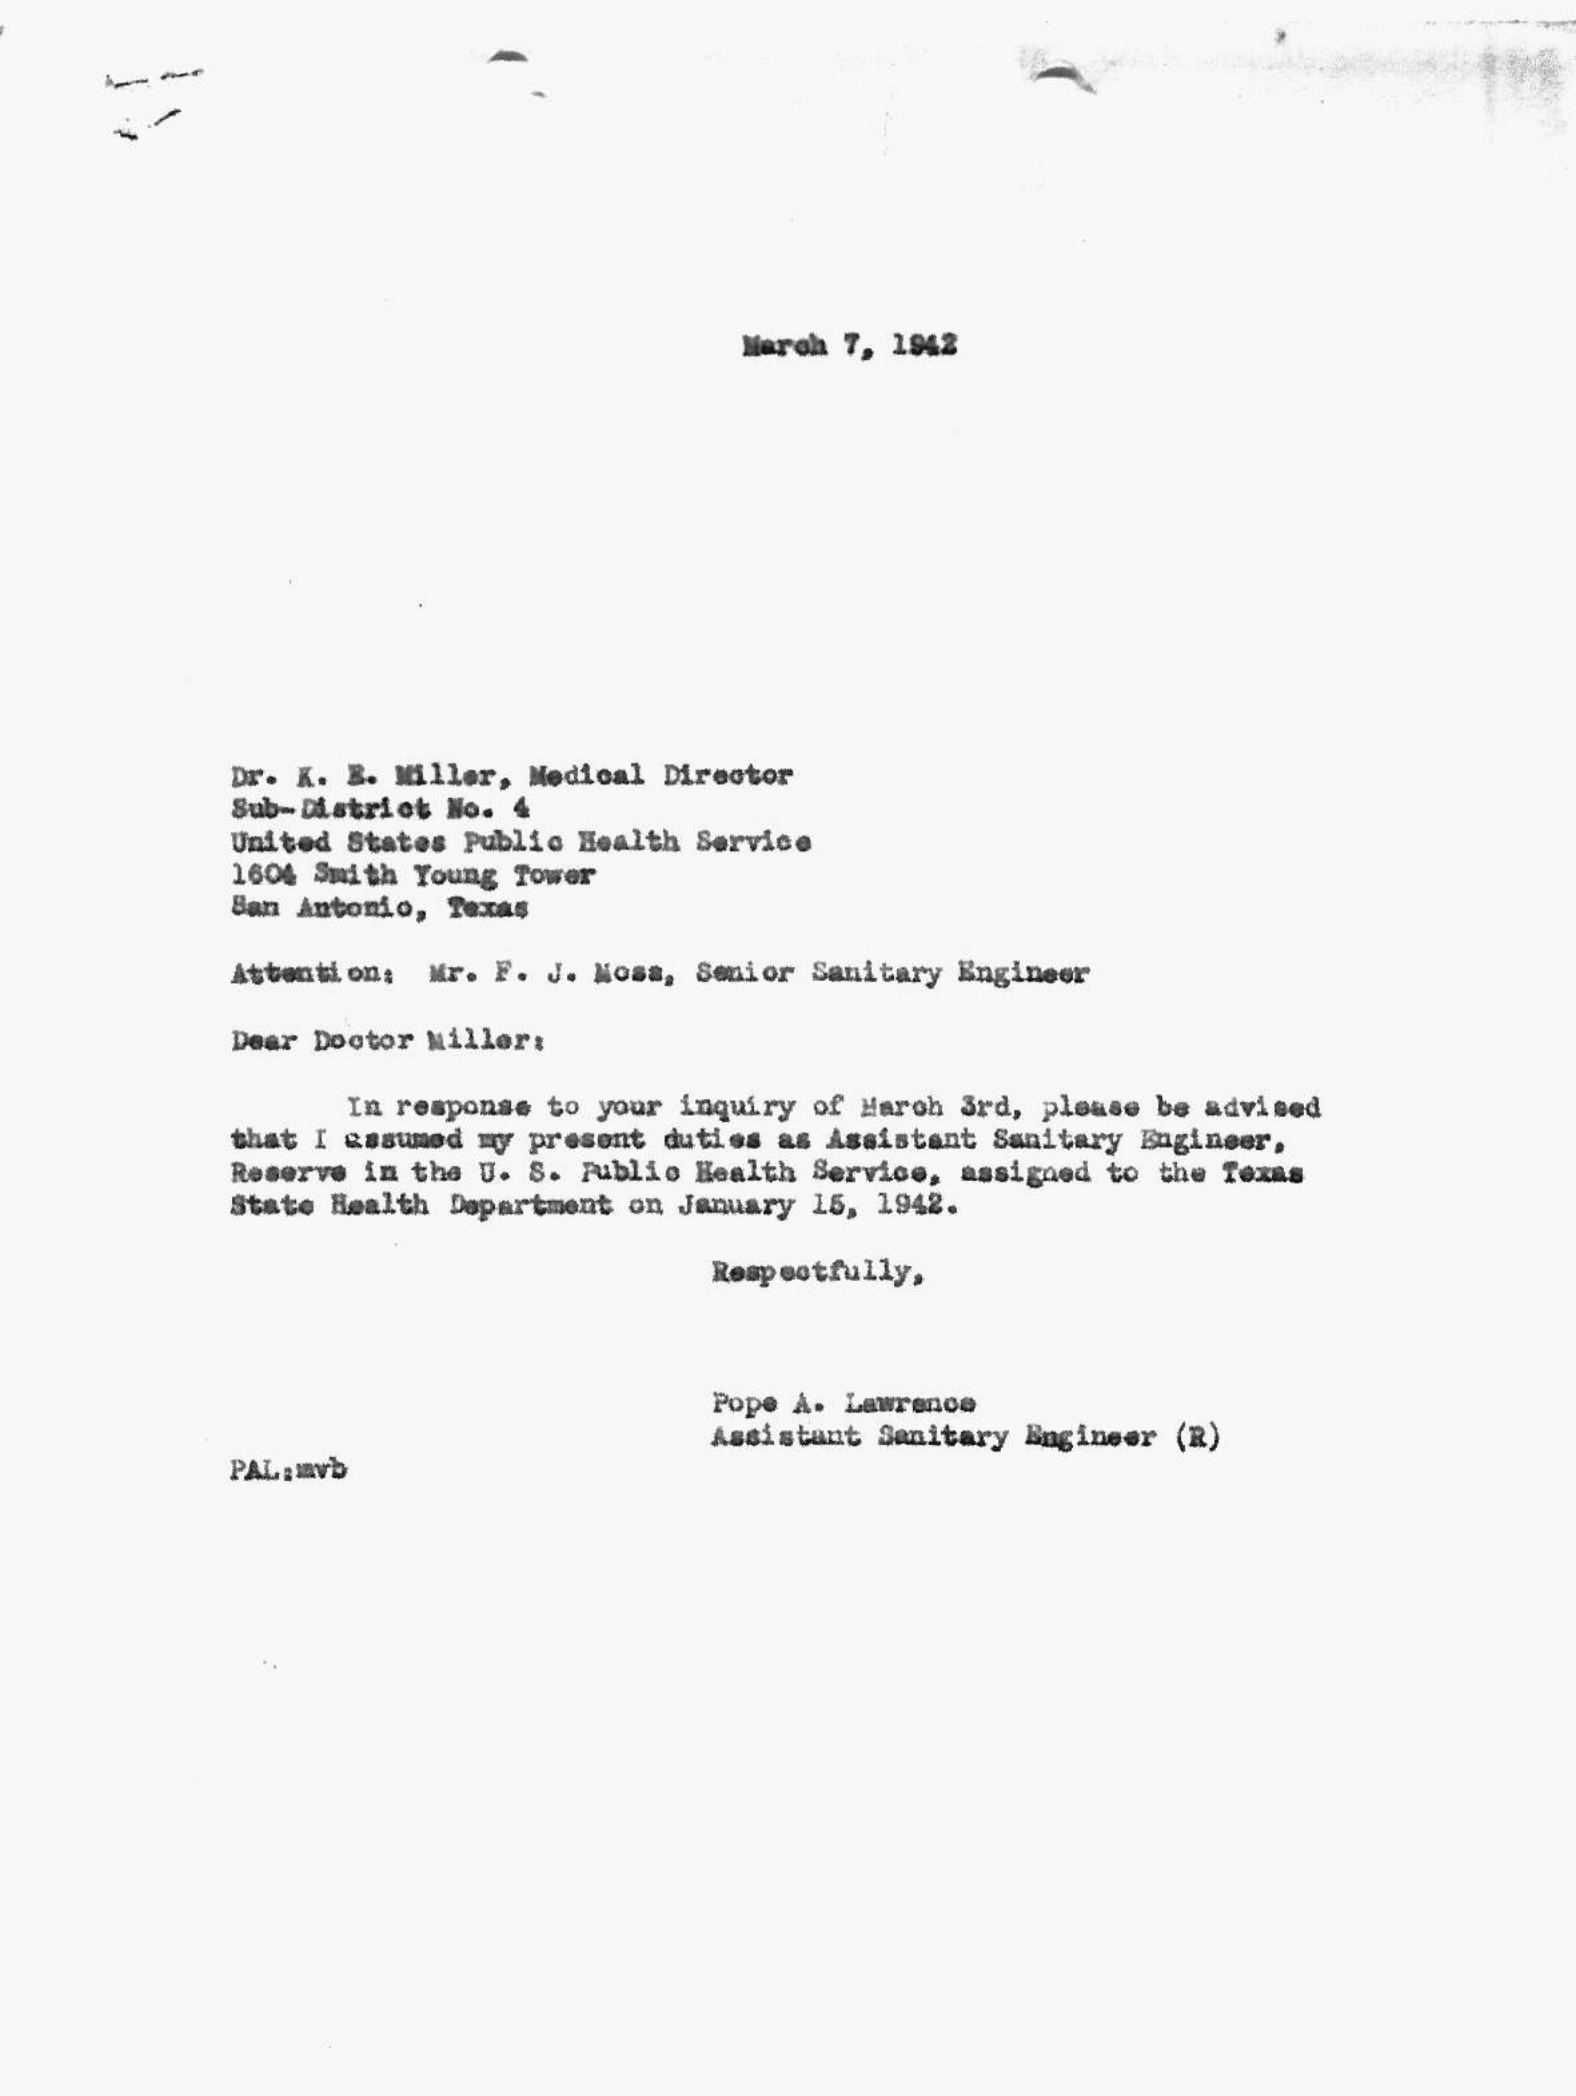 March 7, 1942
Dr. K. E. Miller, Medical Director
Sub-District No. 4
United States Public Health Service
1604 Smith Young Tower
San Antonio, Texas
Attention: Mr. F. J. Moss, Senior Sanitary Engineer
Dear Doctor Miller:
In response to your inquiry of March 3rd, please be advised
that I assumed my present duties as Assistant Sanitary Engineer,
Reserve in the U. S. Public Health Service, assigned to the Texas
State Health Department on January 15, 1942.
Respectfully,
Pope A. Lawrence
Assistant Sanitary Engineer (R)
PAL:mvb